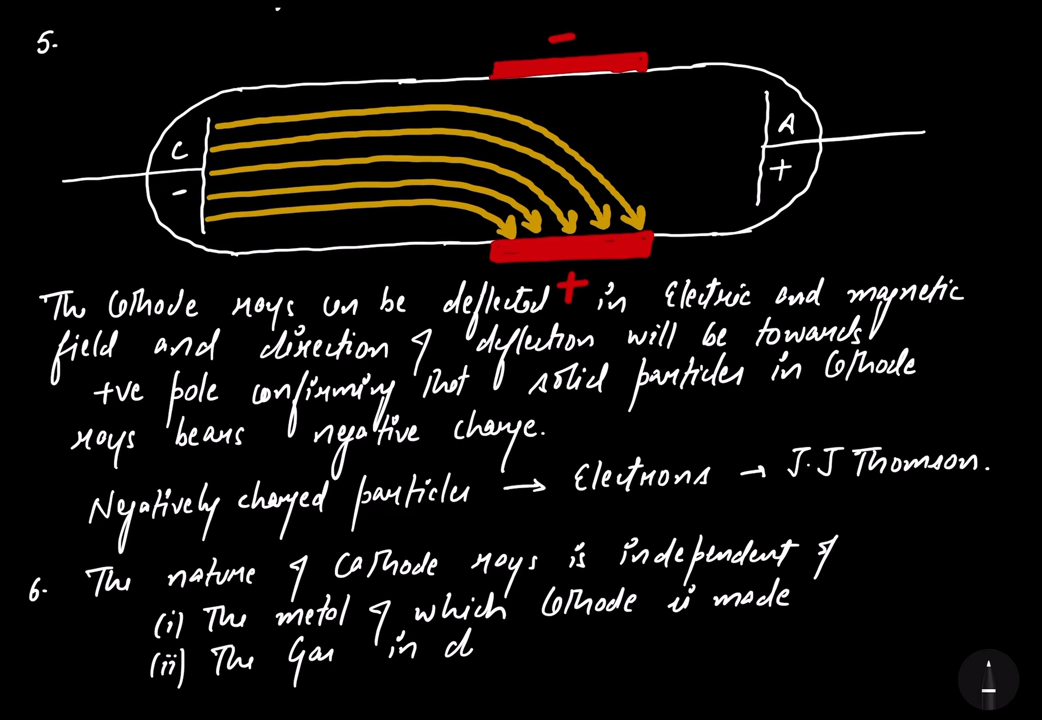 5.
-
C
-
A
+
+
The Cathode rays can be deflected in Electric and magnetic
field and direction of deflection will be towards
+ve pole confirming that solid particles in Cathode
rays bears negative charge.
Negatively charged particles → Electrons → J.J Thomson.
6. The nature of Cathode rays is independent of
(i) The metal of which Cathode is made
(ii) The Gas in d